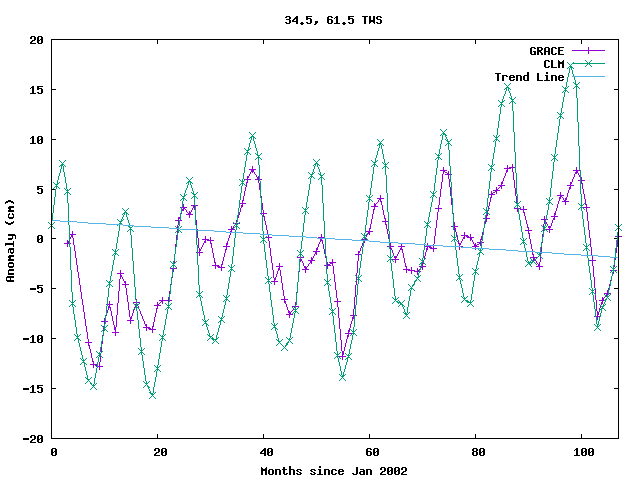 34.5, 61.5 TWS
GRACE
CLM
Trend Line
20
15
10
5
0
-5
-10
-15
-20
Anomaly (cm)
0 20 40 60 80 100
Months since Jan 2002